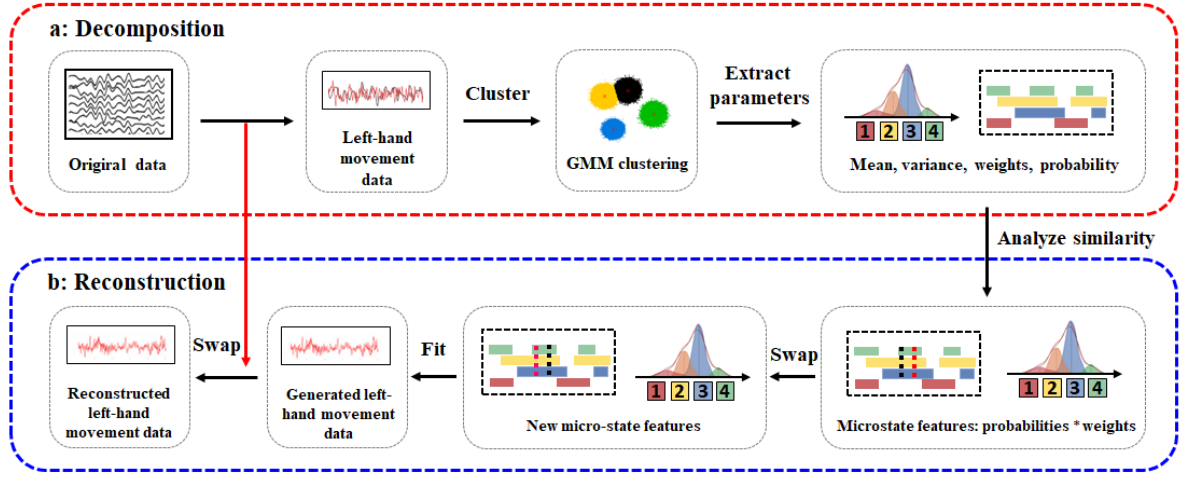 a: Decomposition
Origiral data
Left-hand
movement
data
Cluster
GMM clustering
Extract
parameters
1 2 3 4
Mean, variance, weights, probability
Analyze similarity
b: Reconstruction
Reconstructed
left-hand
movement data
Swap
Generated left-
hand movement
data
Fit
1 2 3 4
New micro-state features
Swap
1 2 3 4
Microstate features: probabilities * weights